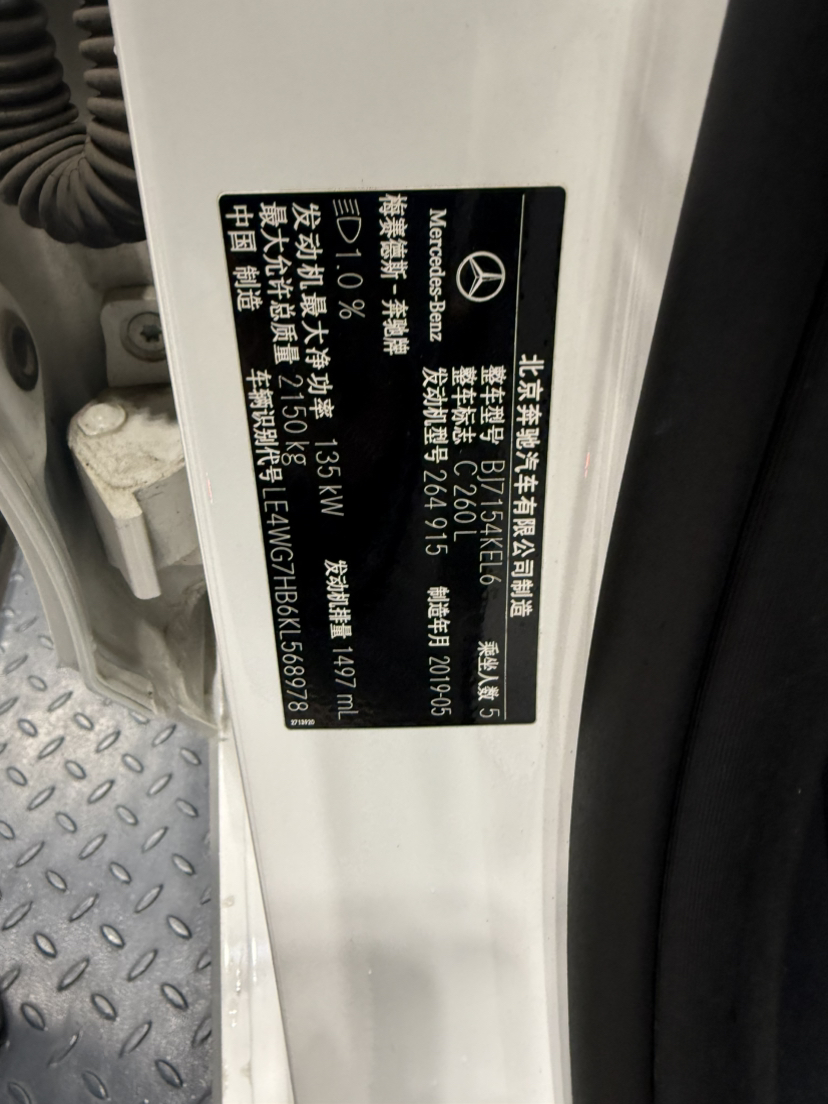 北京奔驰汽车有限公司制造
整车型号 BJ7154KEL6 乘坐人数 5
整车标志 C 260 L
Mercedes-Benz 发动机型号 264 915 制造年月 2019-05
梅赛德斯-奔驰牌
1.0 %
发动机最大净功率 135 kW 发动机排量 1497 mL
最大允许总质量 2150 kg
中国 制造 车辆识别代号 LE4WG7HB6KL568978
2713920